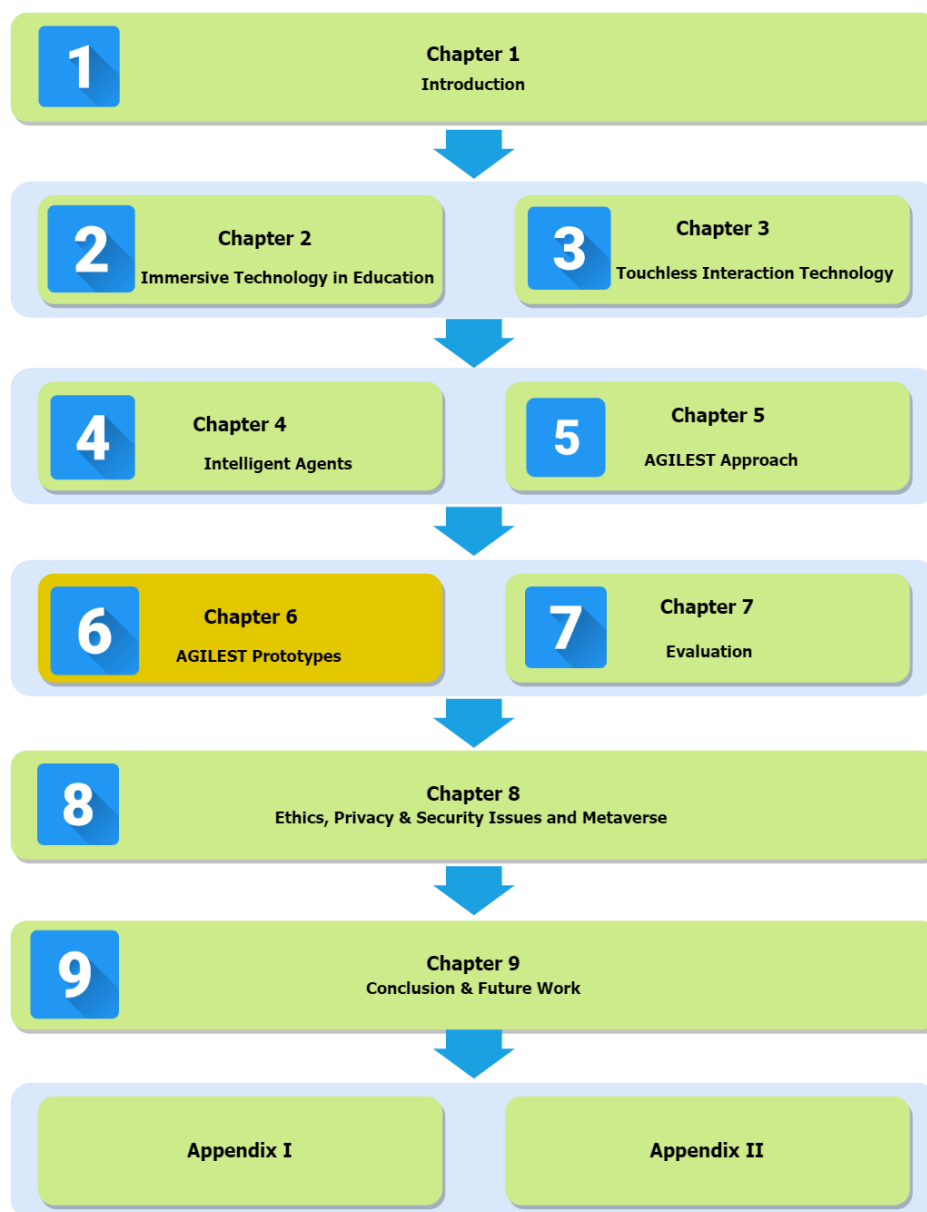 1
Chapter 1
Introduction
2
Chapter 2
Immersive Technology in Education
3
Chapter 3
Touchless Interaction Technology
4
Chapter 4
Intelligent Agents
5
Chapter 5
AGILEST Approach
6
Chapter 6
AGILEST Prototypes
7
Chapter 7
Evaluation
8
Chapter 8
Ethics, Privacy & Security Issues and Metaverse
9
Chapter 9
Conclusion & Future Work
Appendix I
Appendix II